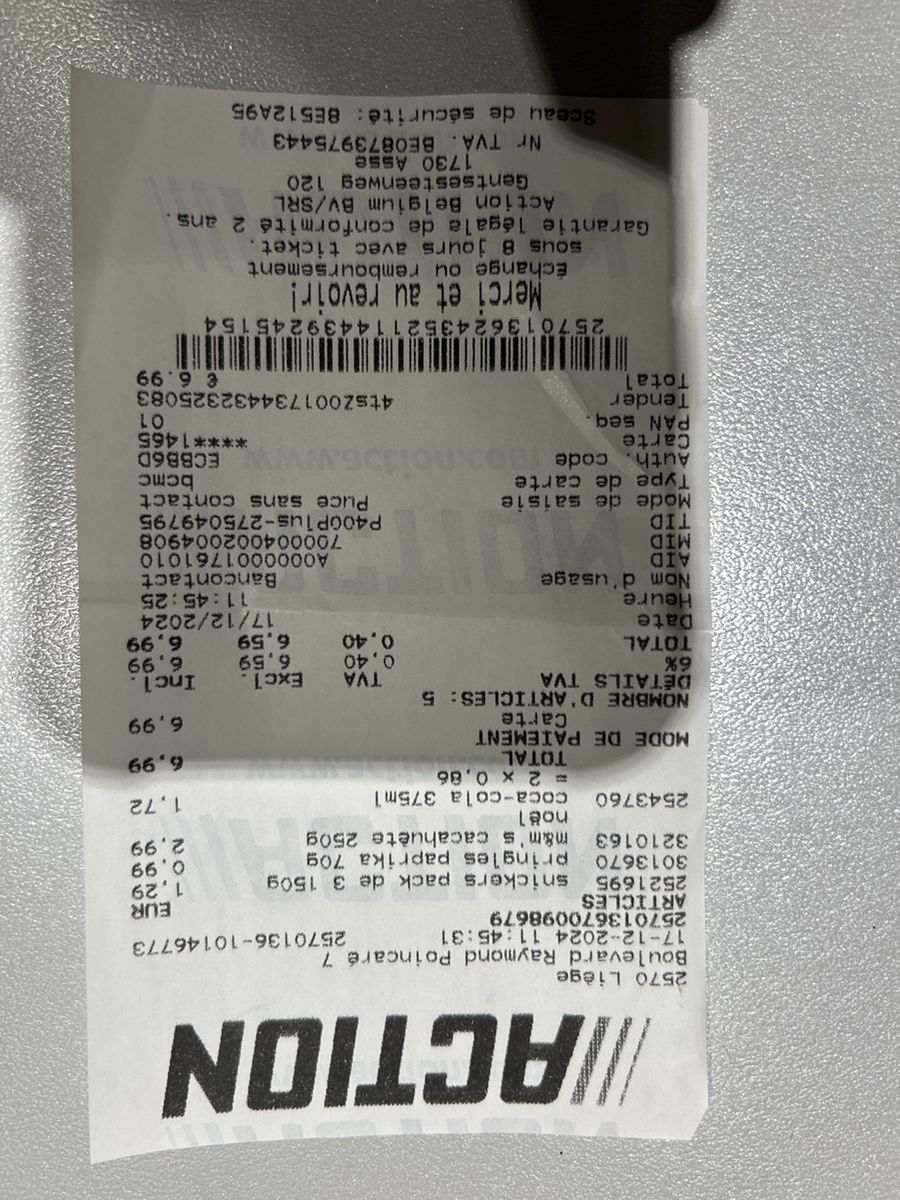 ACTION
2570 Liège
Boulevard Raymond Poincaré 7
17-12-2024 11:45:31 2570136-10146773
2570136700098679
ARTICLES EUR
2521695 snickers pack de 3 150g 1,29
3013670 pringles paprika 70g 0,99
3210163 m&m's cacahuète 250g 2,99
noël
2543760 coca-cola 375ml 1,72
= 2 x 0,86
TOTAL 6,99
MODE DE PAIEMENT
Carte 6,99
NOMBRE D'ARTICLES: 5
DÉTAILS TVA TVA Excl. Incl.
6% 0,40 6,59 6,99
TOTAL 0,40 6,59 6,99
Date 17/12/2024
Heure 11:45:25
Nom d'usage Bancontact
AID A0000001761010
MID 700004002004908
TID P400Plus-275049795
Mode de saisie Puce sans contact
Type de carte bcmc
Auth. code ECBB6D
Carte ****1465
PAN seq. 01
Tender 4tsZ001734432325083
Total € 6.99
2570136243521144392451​54
Merci et au revoir!
Échange ou remboursement
sous 8 jours avec ticket.
Garantie légale de conformité 2 ans.
Action Belgium BV/SRL
Gentsesteenweg 120
1730 Asse
Nr TVA. BE0873975443
Sceau de sécurité: 8E512A95